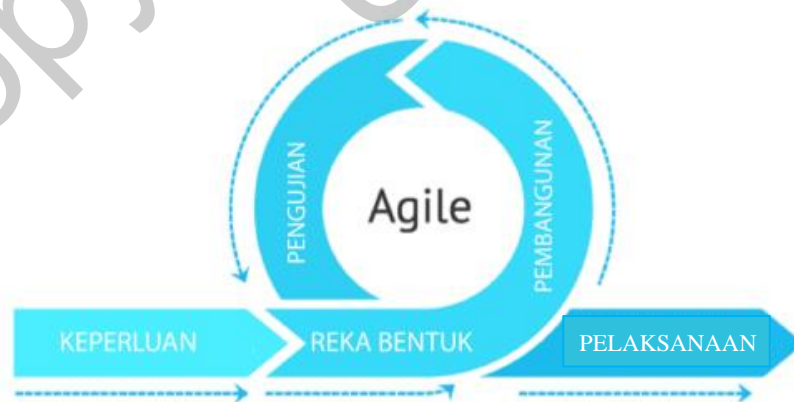 Agile
PENGUJIAN
PEMBANGUNAN
KEPERLUAN
REKA BENTUK
PELAKSANAAN